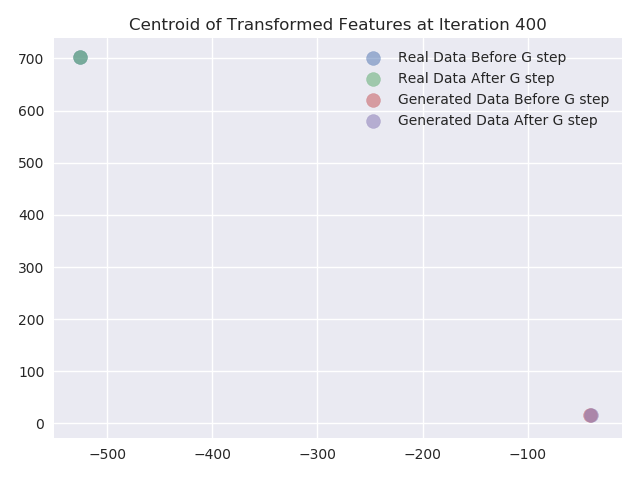 Centroid of Transformed Features at Iteration 400
Real Data Before G step
Real Data After G step
Generated Data Before G step
Generated Data After G step
700
600
500
400
300
200
100
0
−500
−400
−300
−200
−100